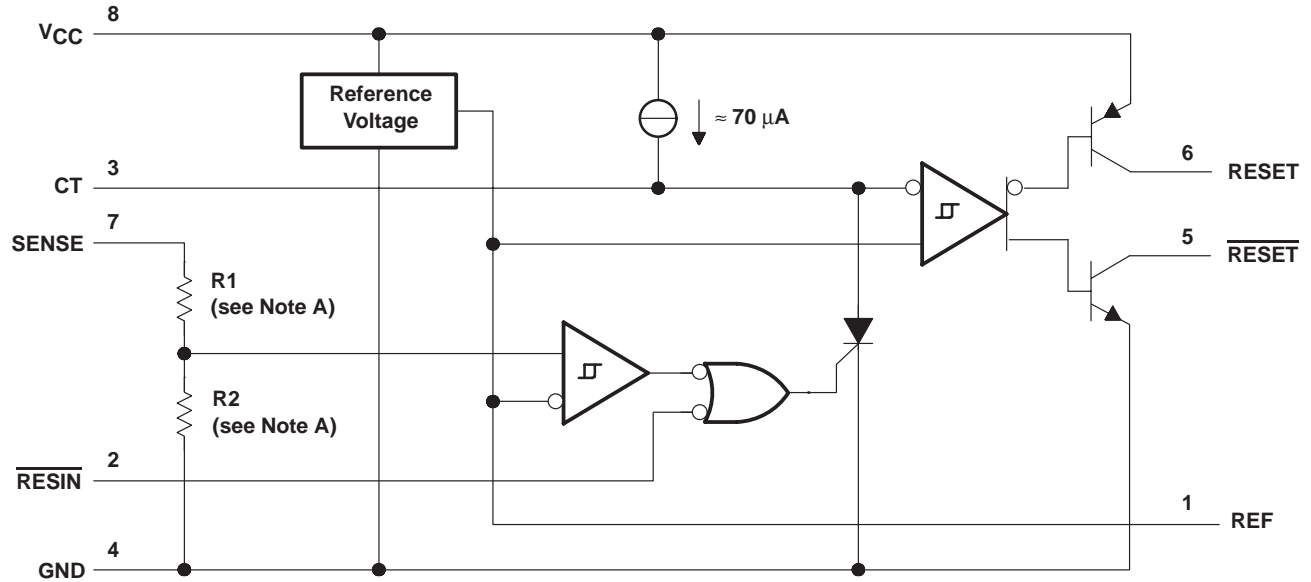 8
VCC
Reference
Voltage
≈ 70 μA
3
CT
6
RESET
7
SENSE
5
RESET
R1
(see Note A)
R2
(see Note A)
2
RESIN
1
REF
4
GND